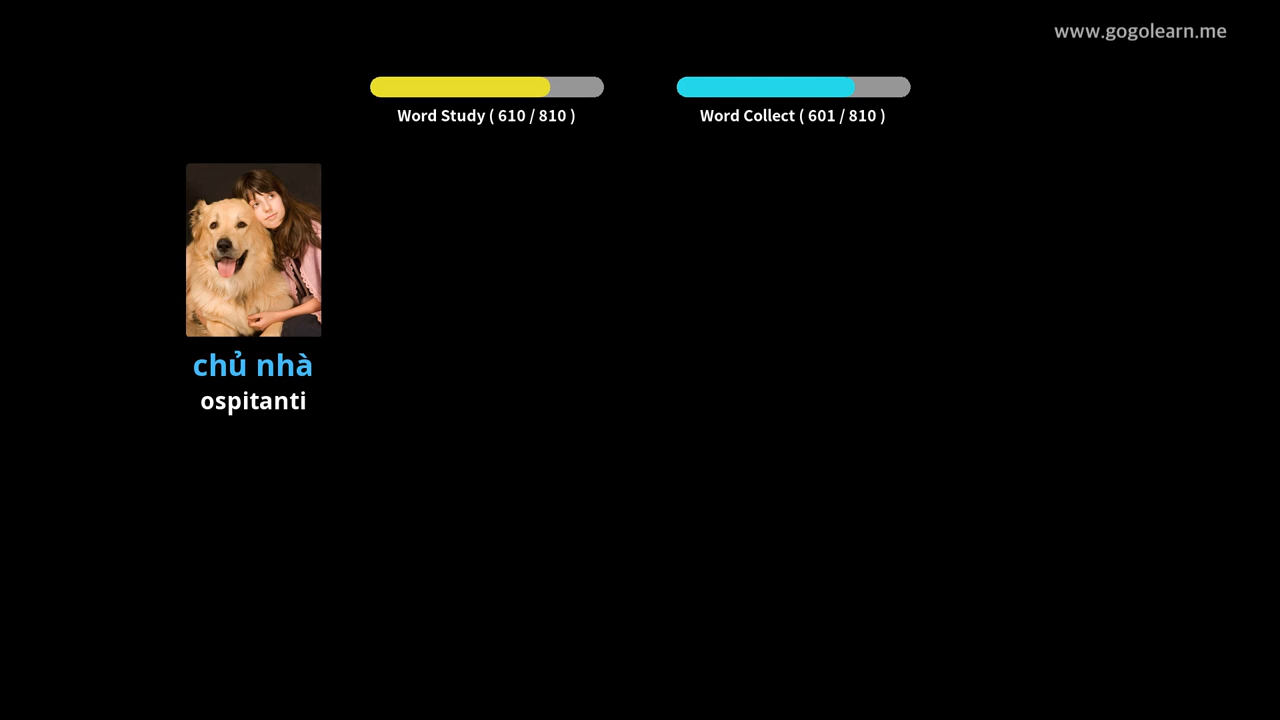 www.gogolearn.me
Word Study ( 610 / 810 )
Word Collect ( 601 / 810 )
chủ nhà
ospitanti